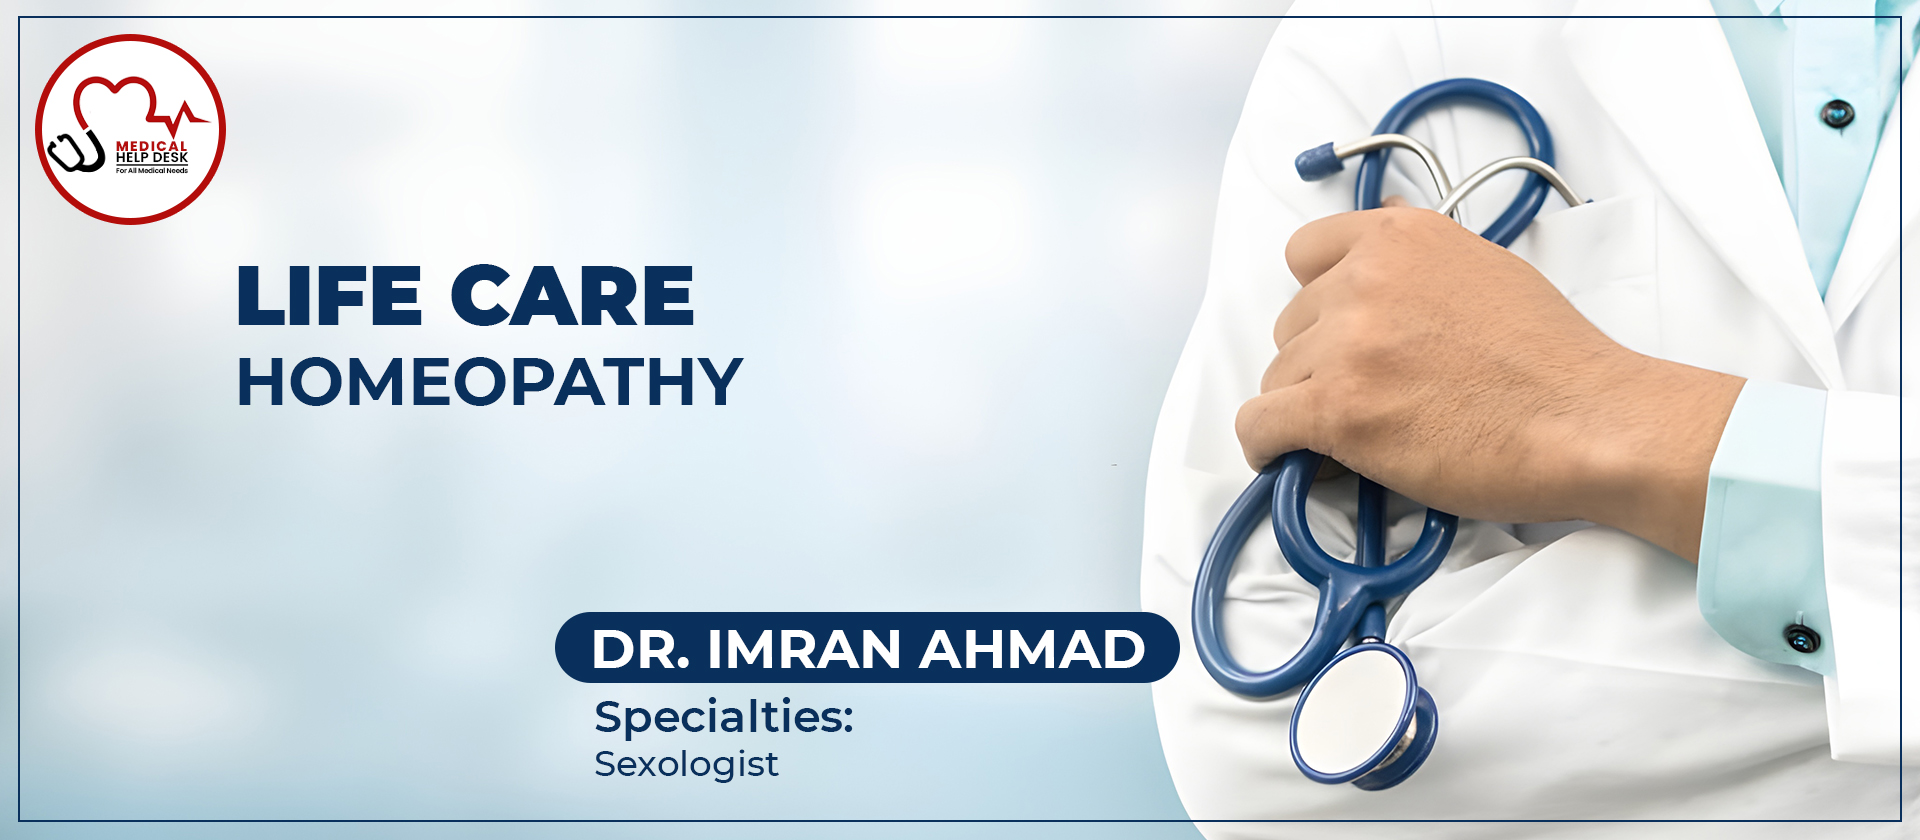 MEDICAL
HELP DESK
For All Medical Needs
LIFE CARE
HOMEOPATHY
DR. IMRAN AHMAD
Specialties:
Sexologist